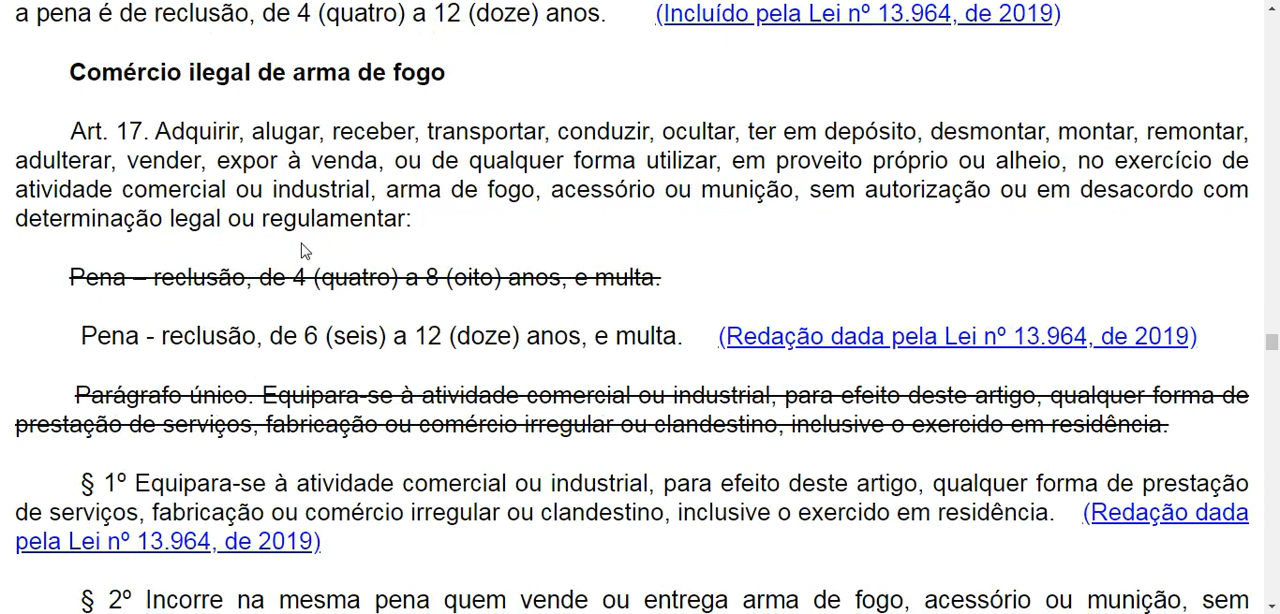 a pena é de reclusão, de 4 (quatro) a 12 (doze) anos. (Incluído pela Lei nº 13.964, de 2019)
Comércio ilegal de arma de fogo
Art. 17. Adquirir, alugar, receber, transportar, conduzir, ocultar, ter em depósito, desmontar, montar, remontar,
adulterar, vender, expor à venda, ou de qualquer forma utilizar, em proveito próprio ou alheio, no exercício de
atividade comercial ou industrial, arma de fogo, acessório ou munição, sem autorização ou em desacordo com
determinação legal ou regulamentar:
Pena – reclusão, de 4 (quatro) a 8 (oito) anos, e multa.
Pena - reclusão, de 6 (seis) a 12 (doze) anos, e multa. (Redação dada pela Lei nº 13.964, de 2019)
Parágrafo único. Equipara-se à atividade comercial ou industrial, para efeito deste artigo, qualquer forma de
prestação de serviços, fabricação ou comércio irregular ou clandestino, inclusive o exercido em residência.
§ 1º Equipara-se à atividade comercial ou industrial, para efeito deste artigo, qualquer forma de prestação
de serviços, fabricação ou comércio irregular ou clandestino, inclusive o exercido em residência. (Redação dada
pela Lei nº 13.964, de 2019)
§ 2º Incorre na mesma pena quem vende ou entrega arma de fogo, acessório ou munição, sem